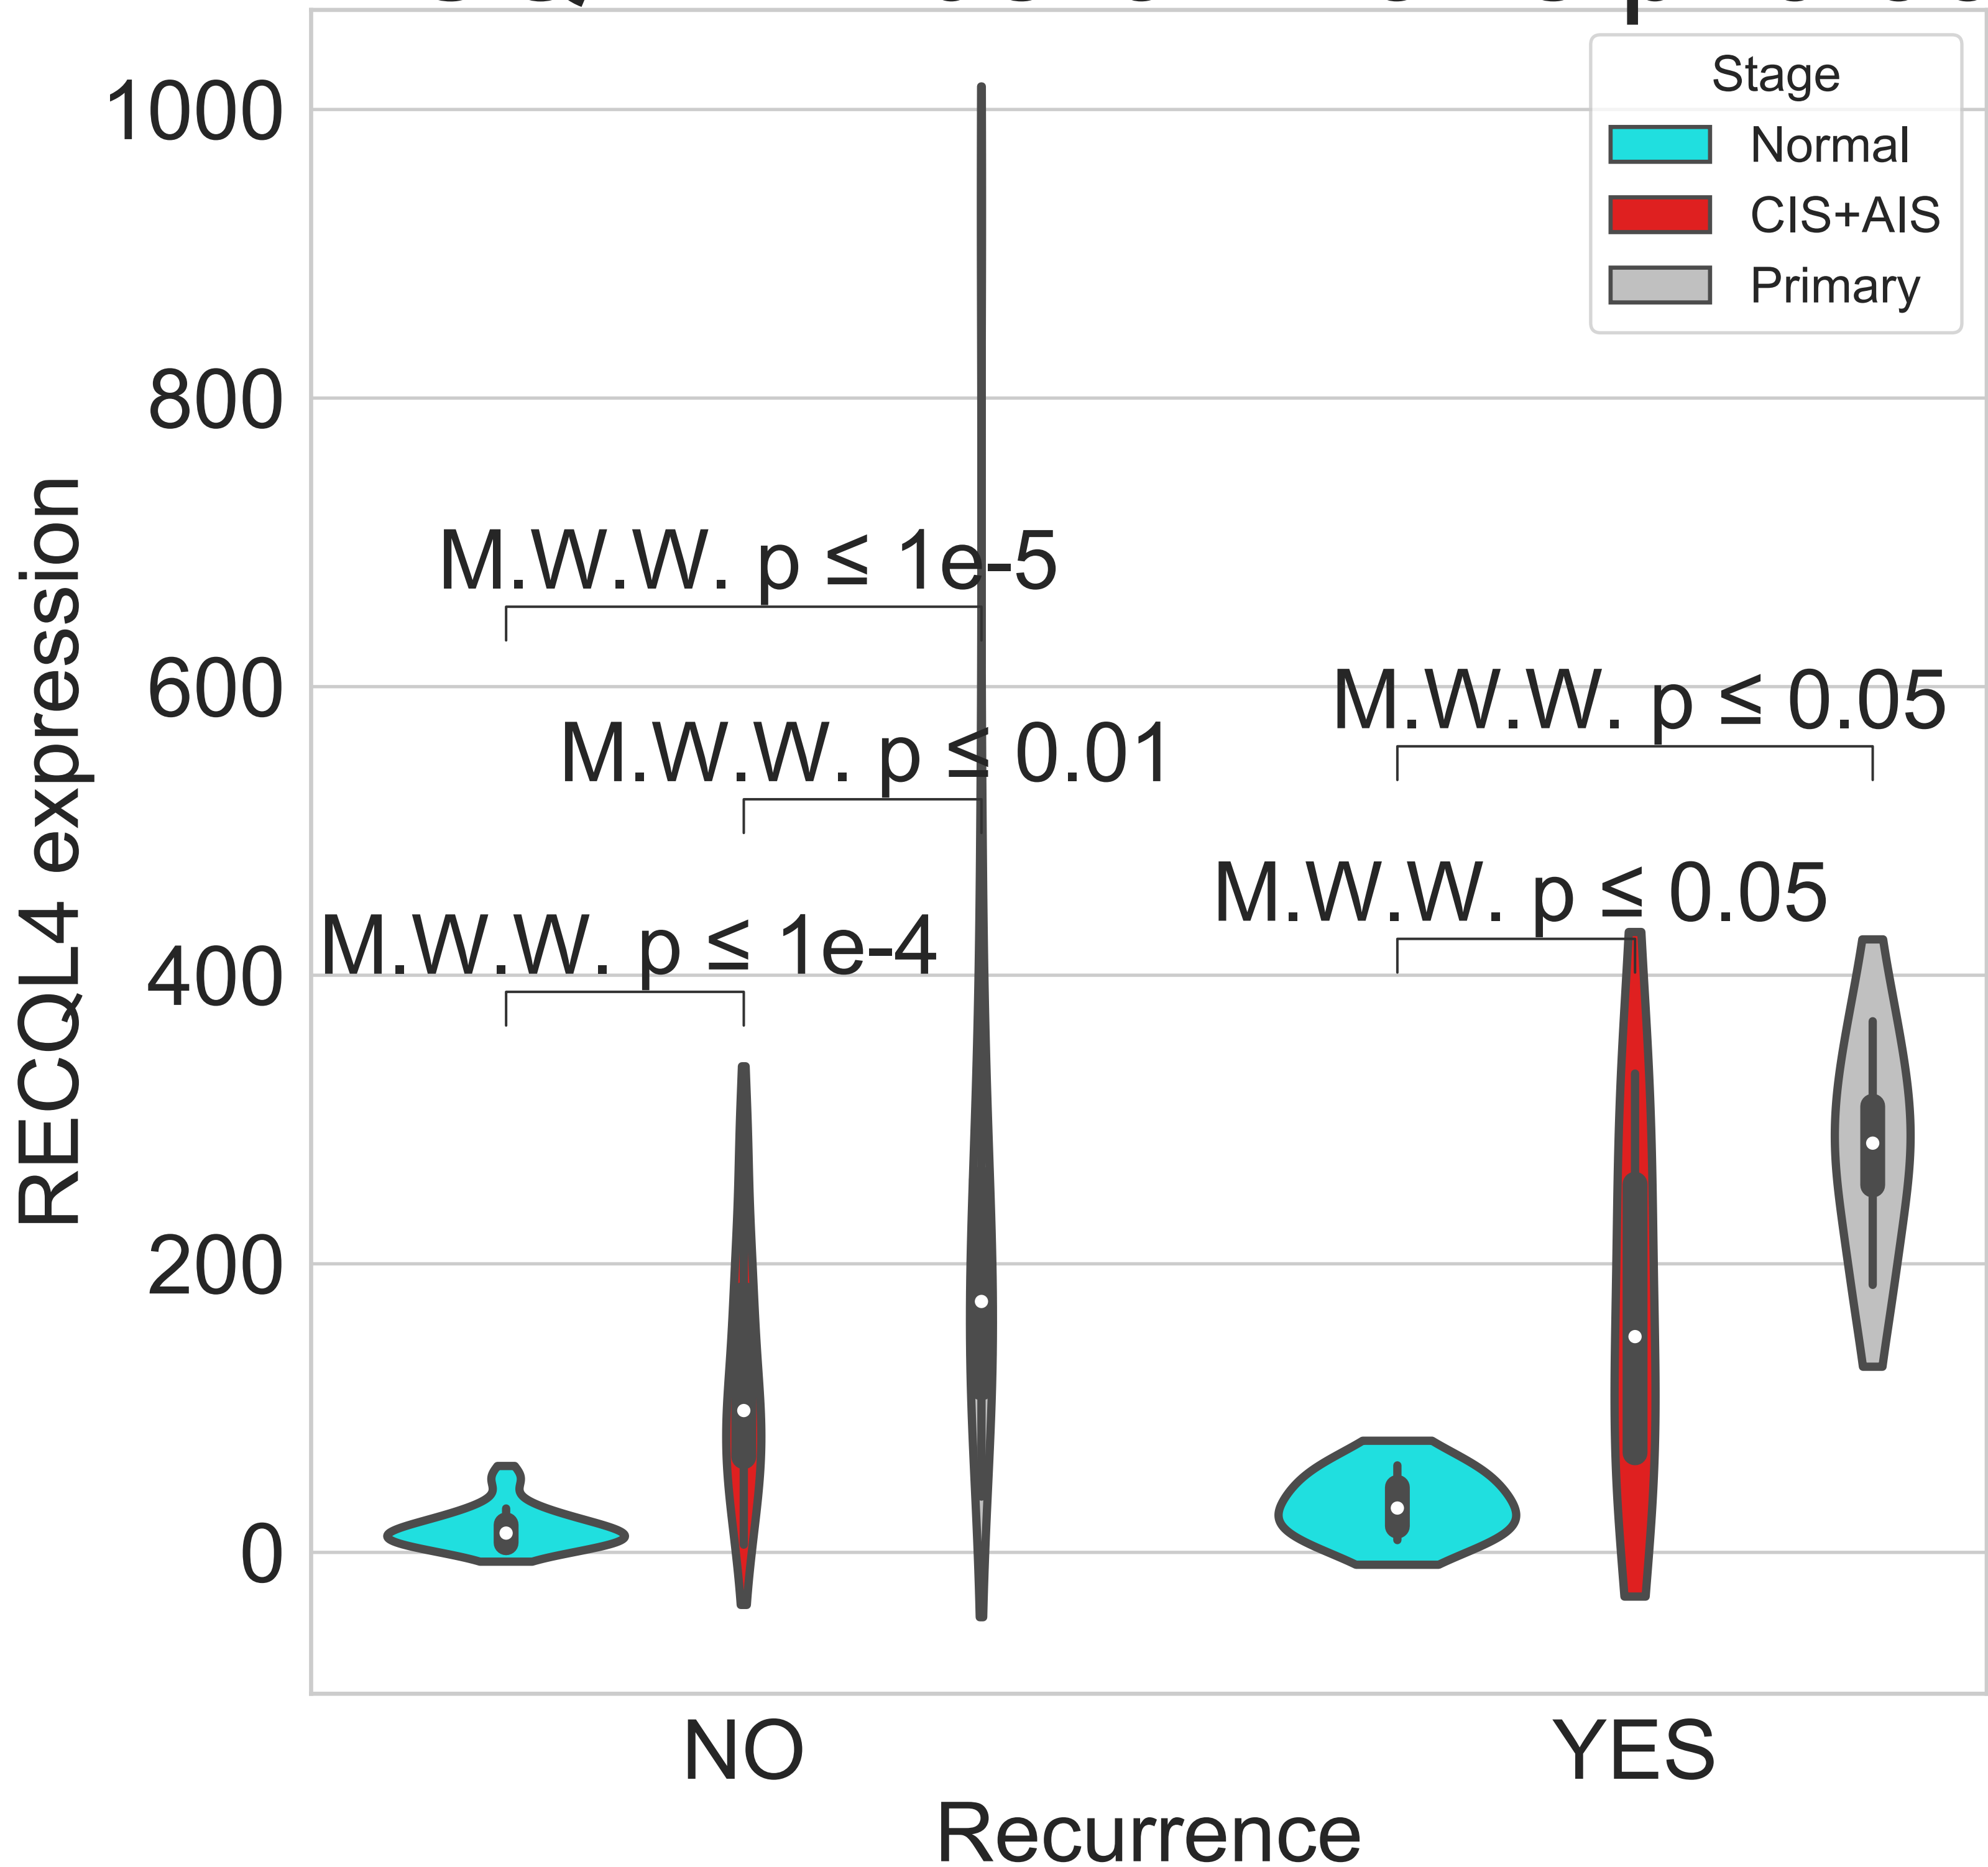 Stage
Normal
CIS+AIS
Primary
1000
800
600
400
200
0
RECQL4 expression
M.W.W. p ≤ 1e-5
M.W.W. p ≤ 0.01
M.W.W. p ≤ 1e-4
M.W.W. p ≤ 0.05
M.W.W. p ≤ 0.05
NO
YES
Recurrence